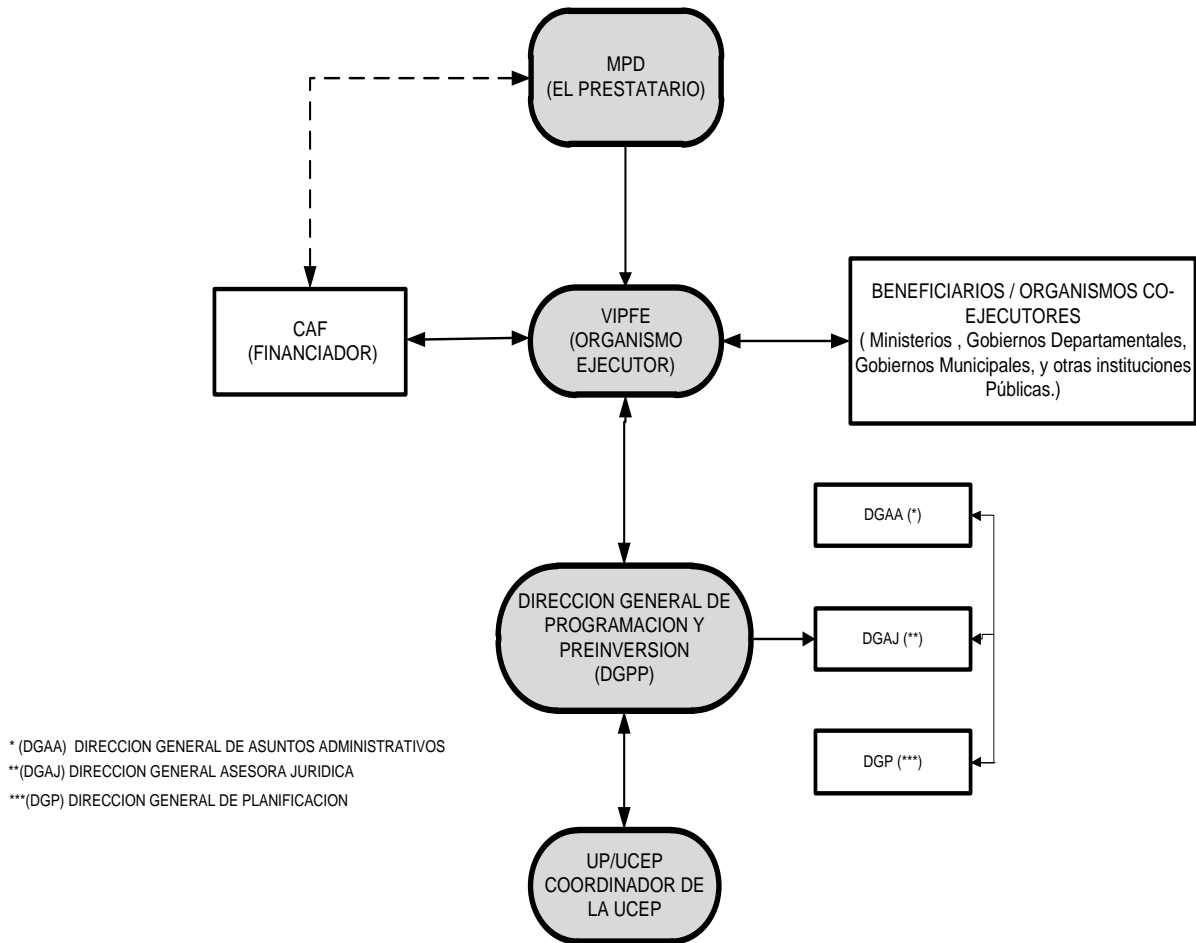 MPD
(EL PRESTATARIO)
CAF
(FINANCIADOR)
VIPFE
(ORGANISMO
EJECUTOR)
BENEFICIARIOS / ORGANISMOS CO-
EJECUTORES
( Ministerios , Gobiernos Departamentales,
Gobiernos Municipales, y otras instituciones
Públicas.)
DGAA (*)
DIRECCION GENERAL DE
PROGRAMACION Y
PREINVERSION
(DGPP)
DGAJ (**)
DGP (***)
* (DGAA) DIRECCION GENERAL DE ASUNTOS ADMINISTRATIVOS
**(DGAJ) DIRECCION GENERAL ASESORA JURIDICA
***(DGP) DIRECCION GENERAL DE PLANIFICACION
UP/UCEP
COORDINADOR DE
LA UCEP